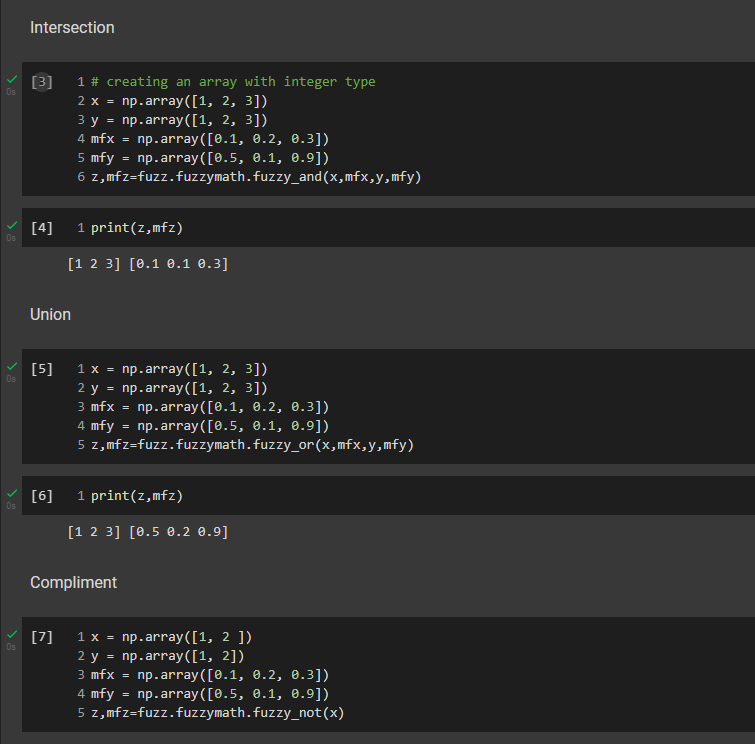 Intersection
[3] 1 # creating an array with integer type
0s 2 x = np.array([1, 2, 3])
3 y = np.array([1, 2, 3])
4 mfx = np.array([0.1, 0.2, 0.3])
5 mfy = np.array([0.5, 0.1, 0.9])
6 z,mfz=fuzz.fuzzymath.fuzzy_and(x,mfx,y,mfy)
[4] 1 print(z,mfz)
0s
[1 2 3] [0.1 0.1 0.3]
Union
[5] 1 x = np.array([1, 2, 3])
0s 2 y = np.array([1, 2, 3])
3 mfx = np.array([0.1, 0.2, 0.3])
4 mfy = np.array([0.5, 0.1, 0.9])
5 z,mfz=fuzz.fuzzymath.fuzzy_or(x,mfx,y,mfy)
[6] 1 print(z,mfz)
0s
[1 2 3] [0.5 0.2 0.9]
Compliment
[7] 1 x = np.array([1, 2 ])
0s 2 y = np.array([1, 2])
3 mfx = np.array([0.1, 0.2, 0.3])
4 mfy = np.array([0.5, 0.1, 0.9])
5 z,mfz=fuzz.fuzzymath.fuzzy_not(x)